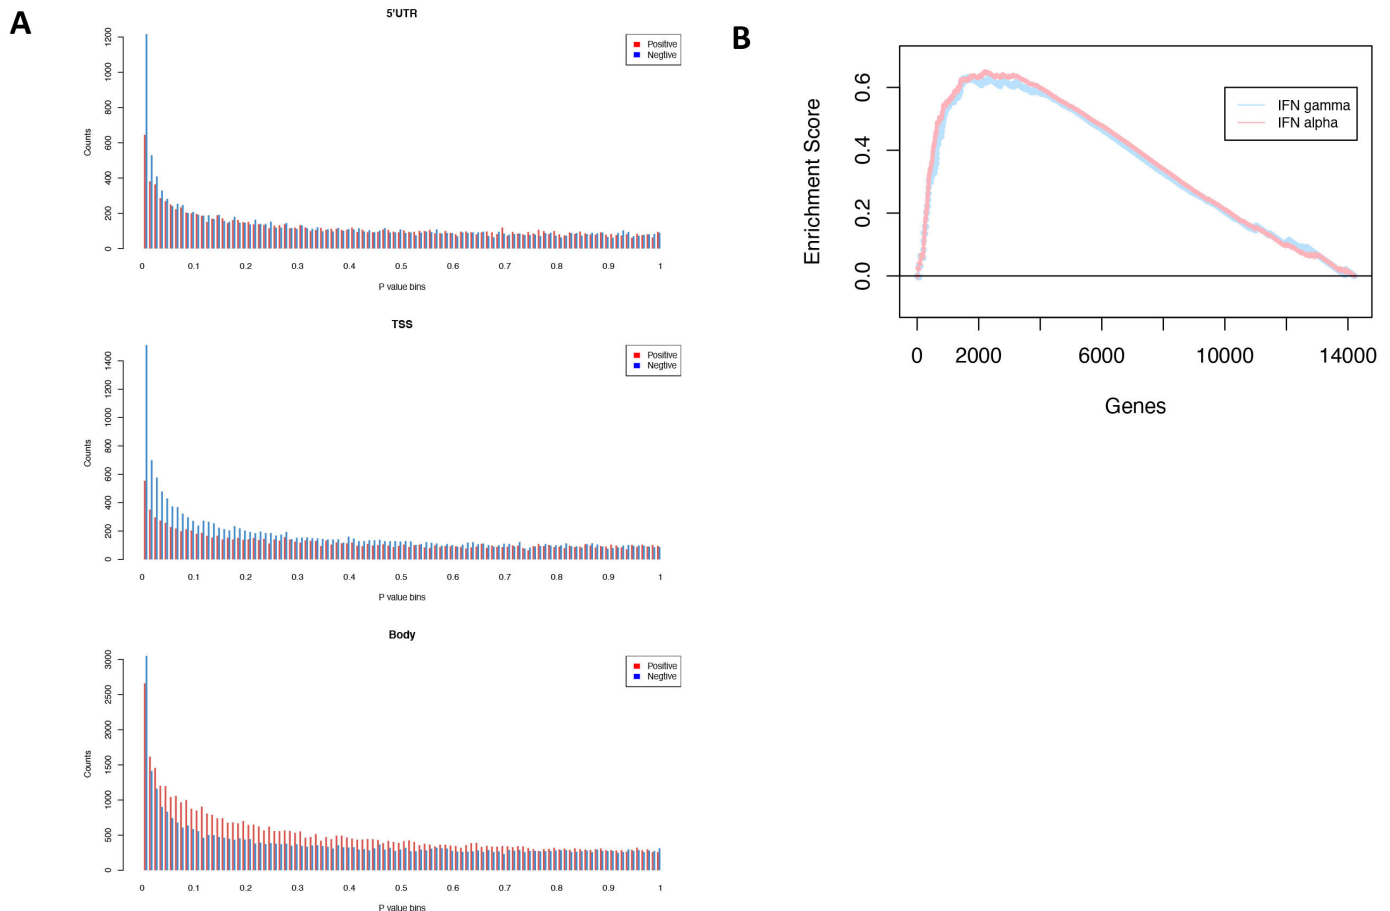 A
5'UTR
Positive
Negtive
Counts
0 200 400 600 800 1000 1200
0 0.1 0.2 0.3 0.4 0.5 0.6 0.7 0.8 0.9 1
P value bins
TSS
Positive
Negtive
Counts
0 200 400 600 800 1000 1200 1400
0 0.1 0.2 0.3 0.4 0.5 0.6 0.7 0.8 0.9 1
P value bins
Body
Positive
Negtive
Counts
0 500 1000 1500 2000 2500 3000
0 0.1 0.2 0.3 0.4 0.5 0.6 0.7 0.8 0.9 1
P value bins
B
Enrichment Score
0.0 0.2 0.4 0.6
IFN gamma
IFN alpha
0 2000 6000 10000 14000
Genes